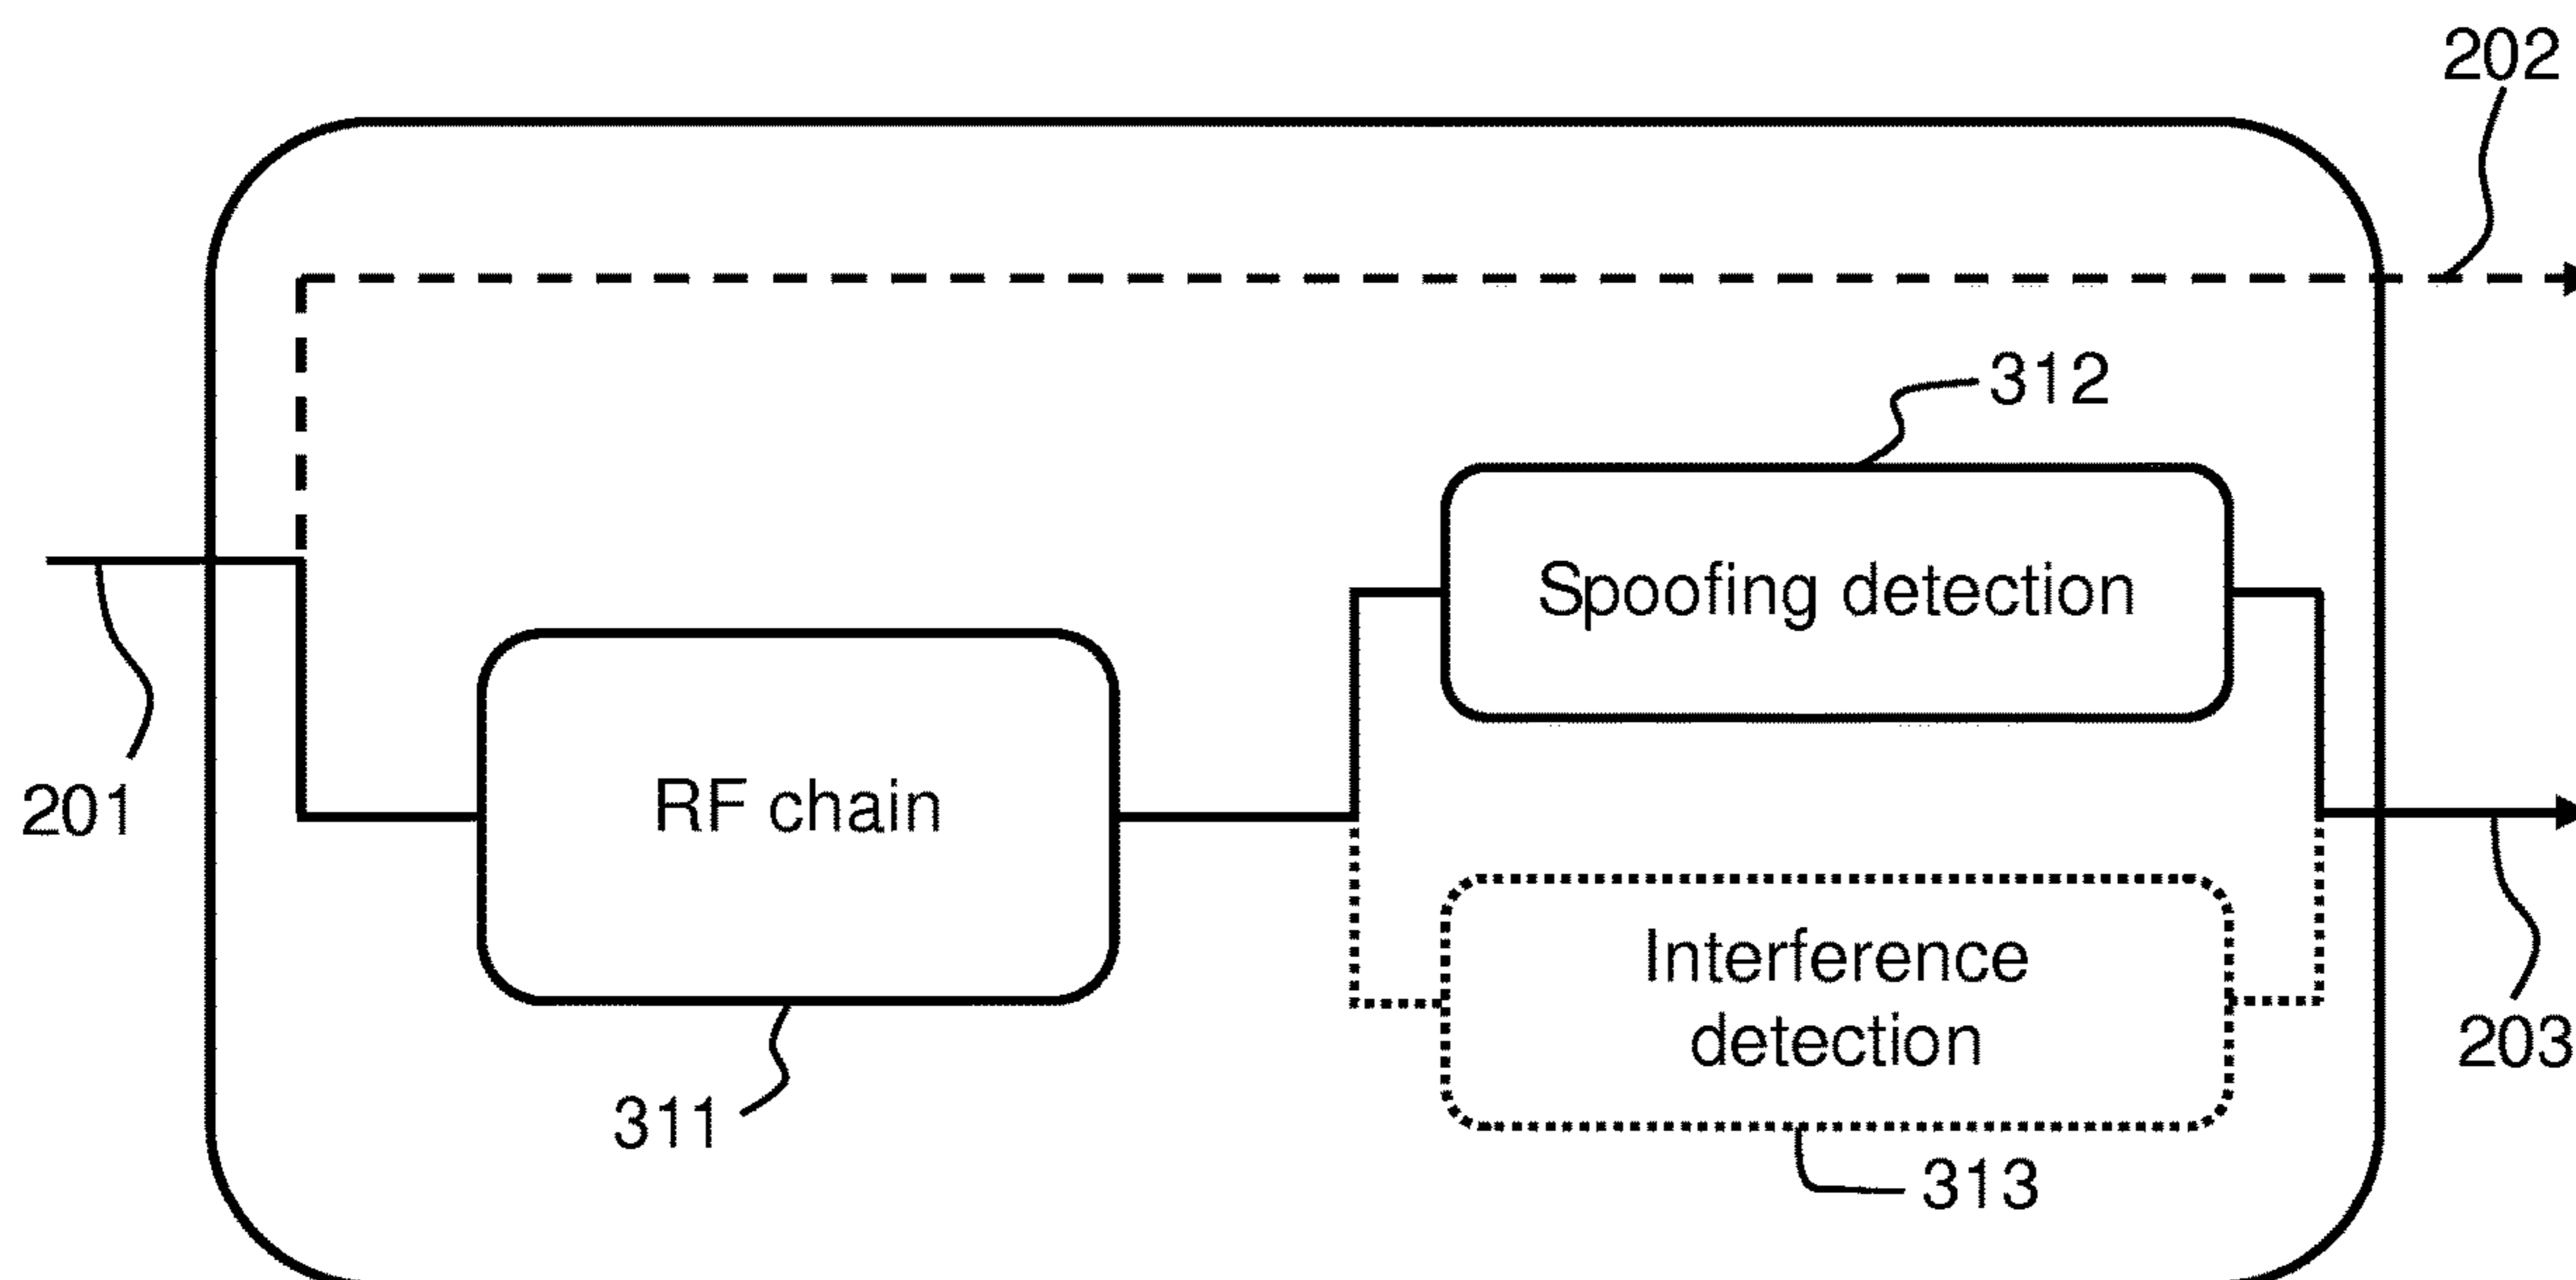 202
312
Spoofing detection
201
RF chain
Interference
detection
203
311
313